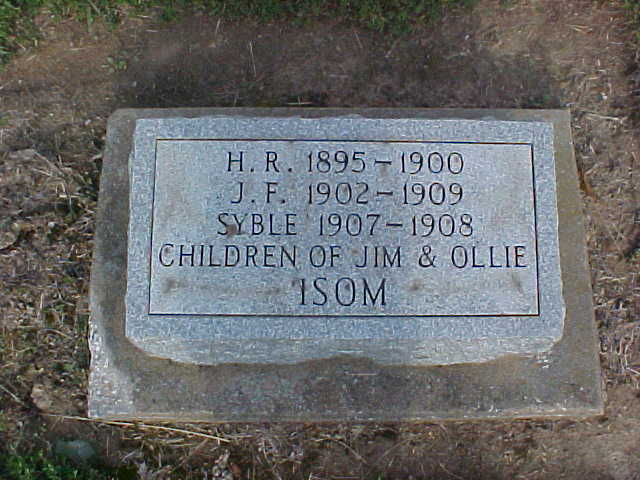 H. R. 1895 - 1900
J. F. 1902 - 1909
SYBLE 1907 - 1908
CHILDREN OF JIM & OLLIE
ISOM